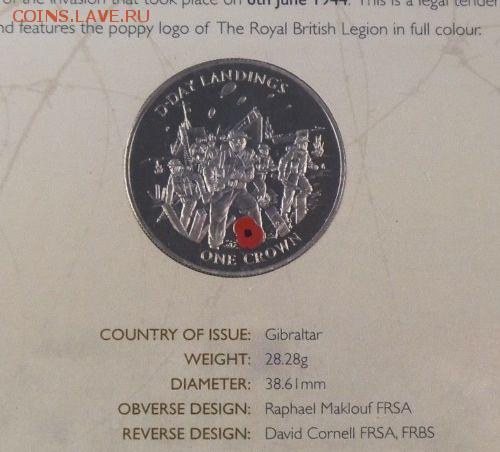 COINS.LAVE.RU
of the invasion that took place on 6th June 1944. This is a legal tender
nd features the poppy logo of The Royal British Legion in full colour.
D-DAY LANDINGS
ONE CROWN
COUNTRY OF ISSUE: Gibraltar
WEIGHT: 28.28g
DIAMETER: 38.61mm
OBVERSE DESIGN: Raphael Maklouf FRSA
REVERSE DESIGN: David Cornell FRSA, FRBS